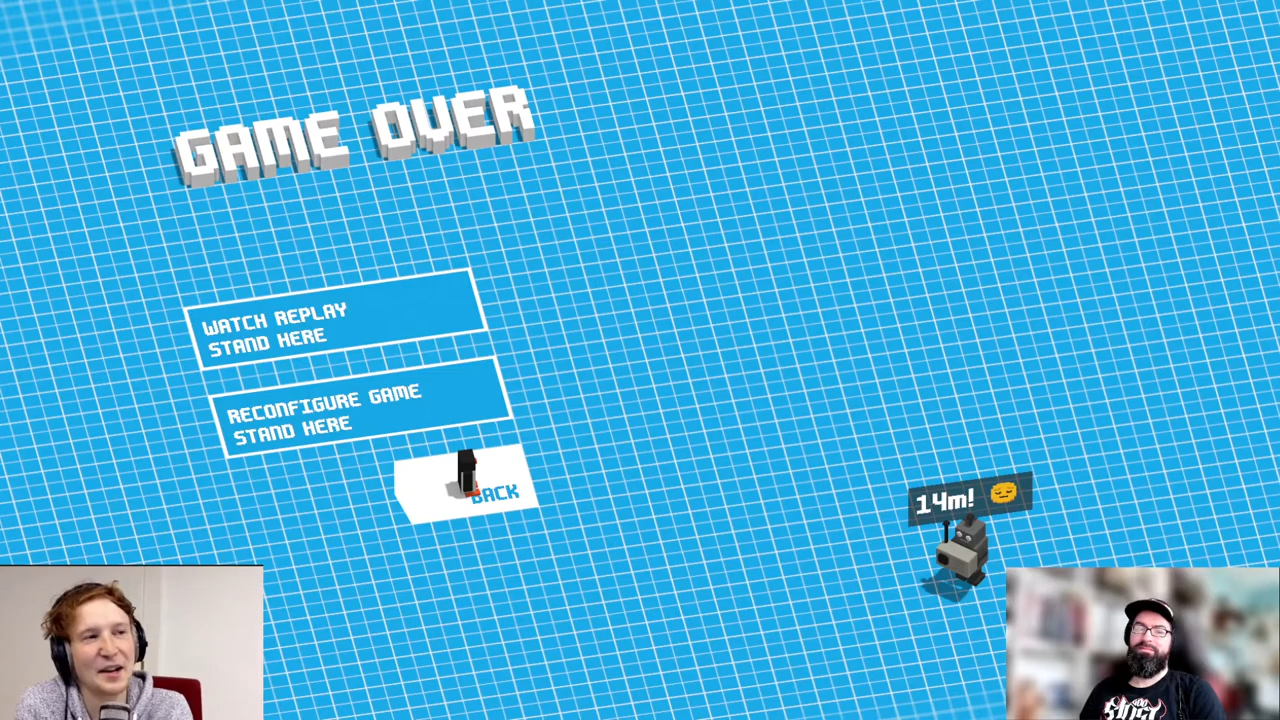 GAME OVER
WATCH REPLAY
STAND HERE
RECONFIGURE GAME
STAND HERE
BACK
14m!